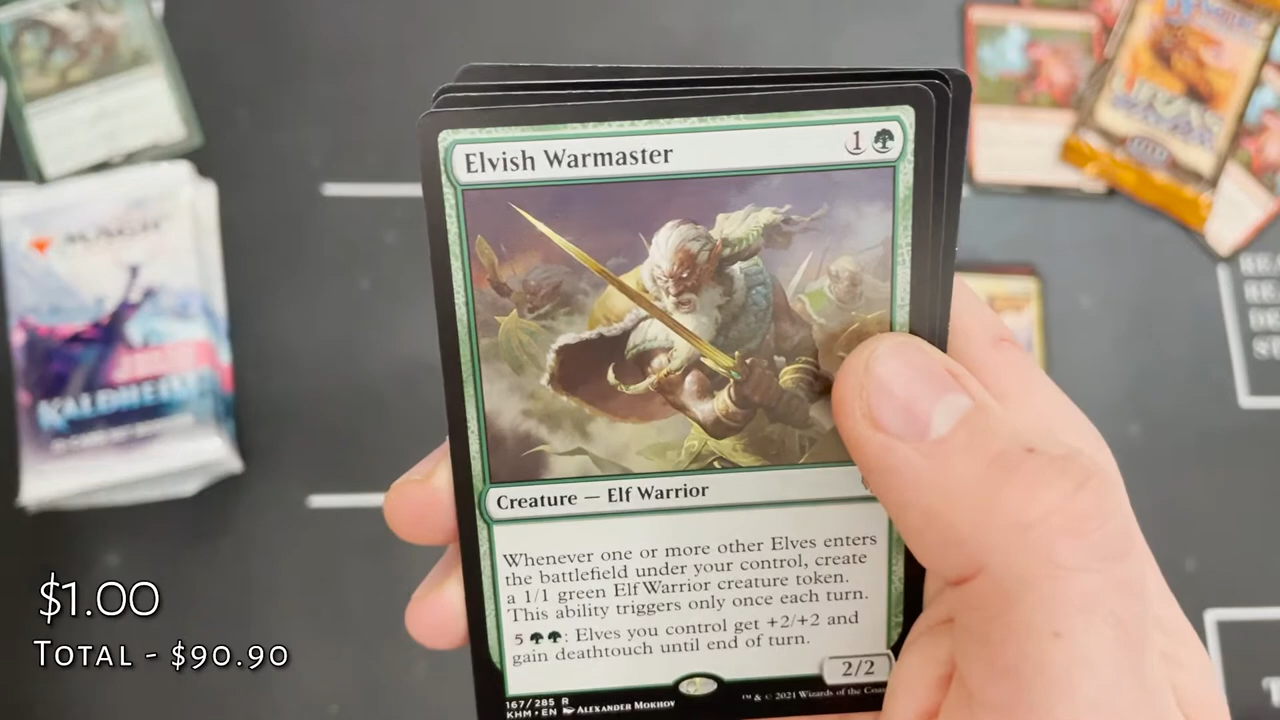 Elvish Warmaster
1
Creature — Elf Warrior
Whenever one or more other Elves enters
the battlefield under your control, create
a 1/1 green Elf Warrior creature token.
This ability triggers only once each turn.
5 : Elves you control get +2/+2 and
gain deathtouch until end of turn.
2/2
167/285 R
KHM • EN ALEXANDER MOKHOV
™ & © 2021 Wizards of the Coas
MAGIC
KALDHEIM
$1.00
TOTAL - $90.90